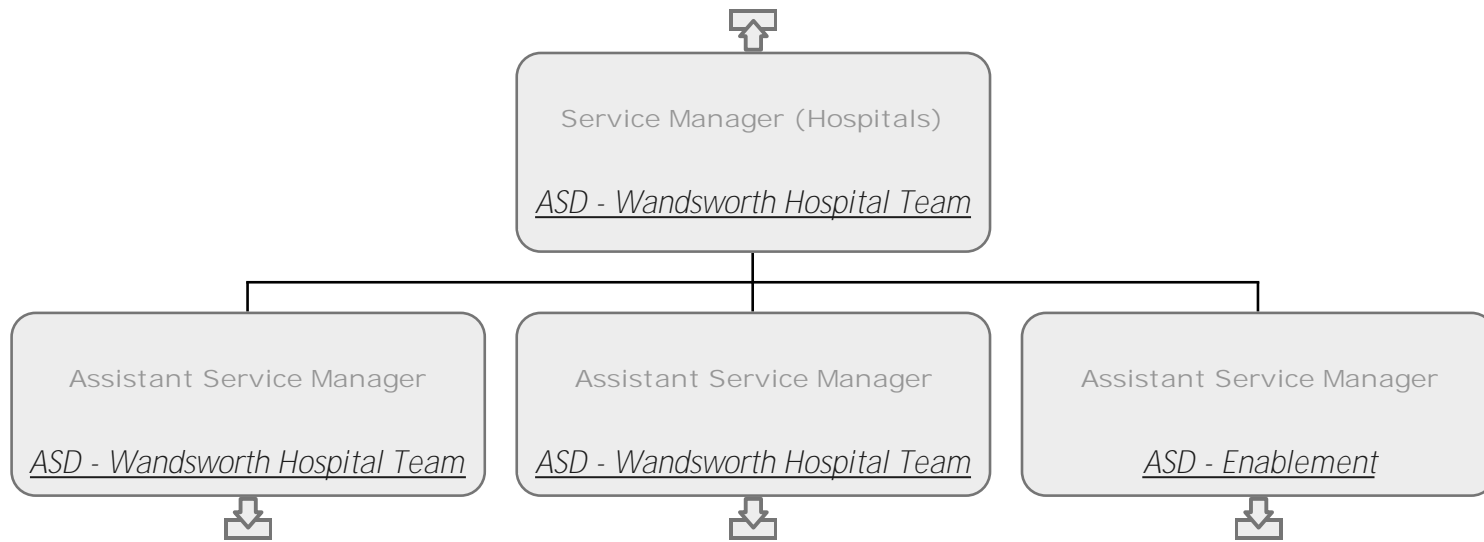 Service Manager (Hospitals)
ASD - Wandsworth Hospital Team
Assistant Service Manager
ASD - Wandsworth Hospital Team
Assistant Service Manager
ASD - Wandsworth Hospital Team
Assistant Service Manager
ASD - Enablement